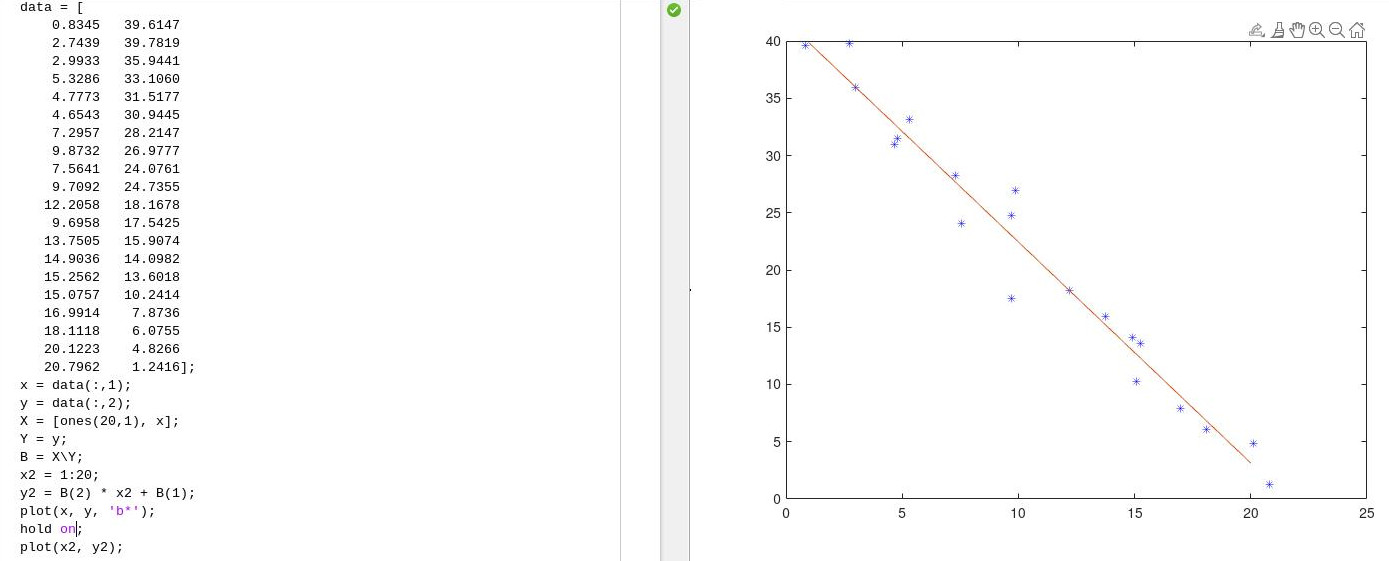 data = [
0.8345 39.6147
2.7439 39.7819
2.9933 35.9441
5.3286 33.1060
4.7773 31.5177
4.6543 30.9445
7.2957 28.2147
9.8732 26.9777
7.5641 24.0761
9.7092 24.7355
12.2058 18.1678
9.6958 17.5425
13.7505 15.9074
14.9036 14.0982
15.2562 13.6018
15.0757 10.2414
16.9914 7.8736
18.1118 6.0755
20.1223 4.8266
20.7962 1.2416];
x = data(:,1);
y = data(:,2);
X = [ones(20,1), x];
Y = y;
B = X\Y;
x2 = 1:20;
y2 = B(2) * x2 + B(1);
plot(x, y, 'b*');
hold on;
plot(x2, y2);
40
35
30
25
20
15
10
5
0
0 5 10 15 20 25